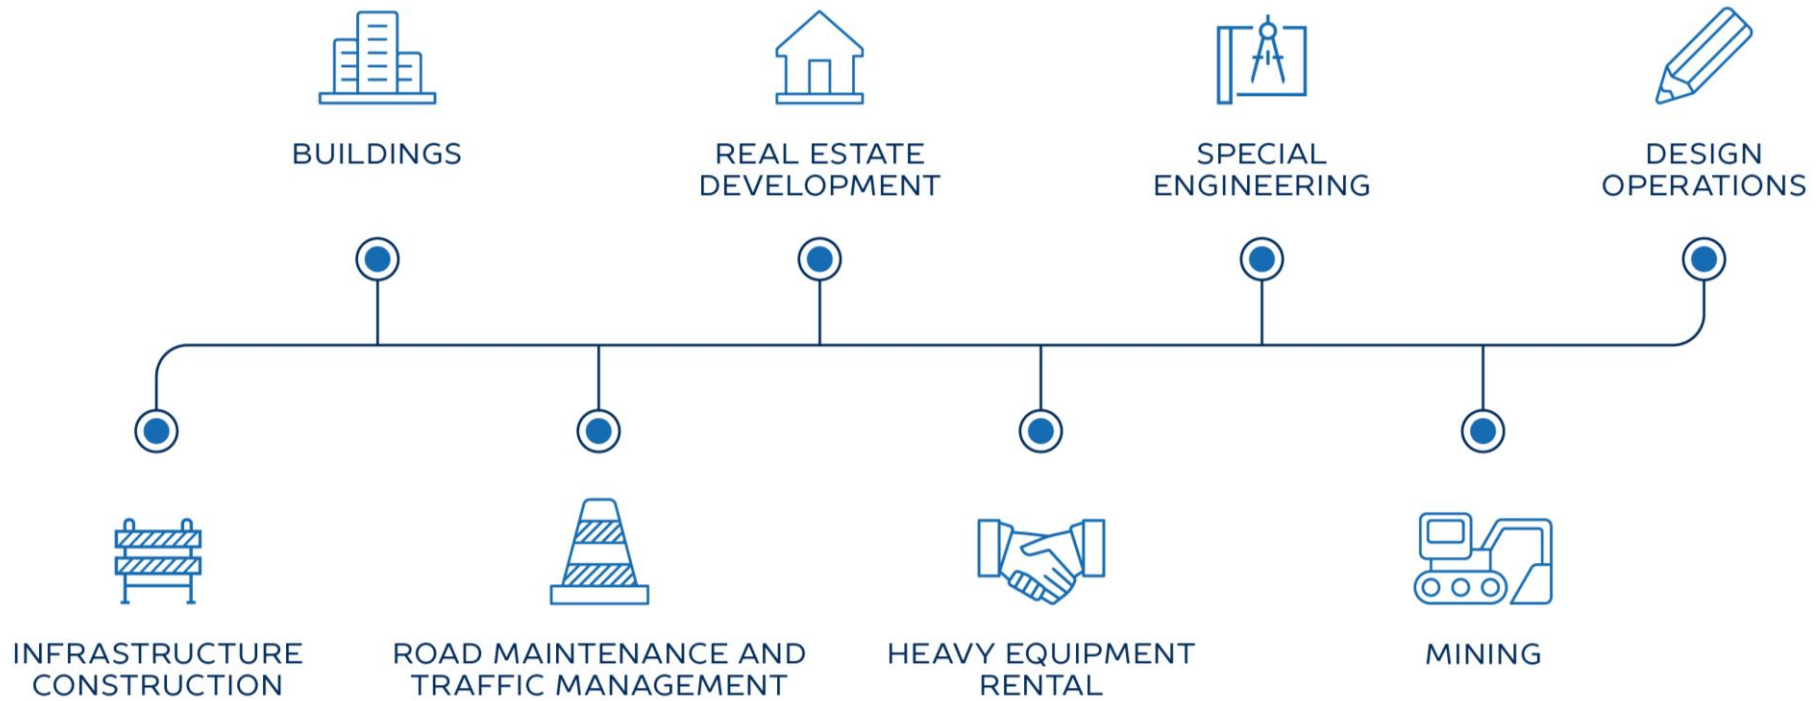 BUILDINGS
REAL ESTATE
DEVELOPMENT
SPECIAL
ENGINEERING
DESIGN
OPERATIONS
INFRASTRUCTURE
CONSTRUCTION
ROAD MAINTENANCE AND
TRAFFIC MANAGEMENT
HEAVY EQUIPMENT
RENTAL
MINING